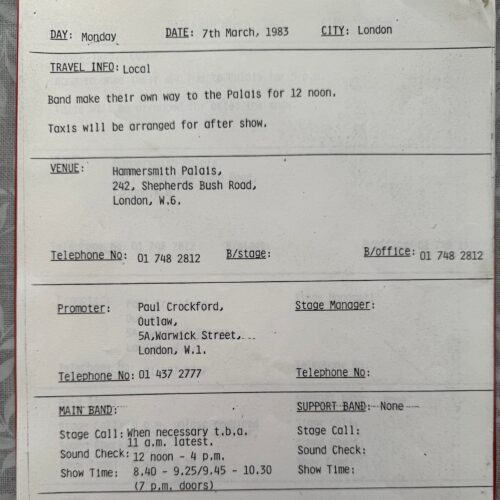 DAY: Monday DATE: 7th March, 1983 CITY: London
TRAVEL INFO: Local
Band make their own way to the Palais for 12 noon.
Taxis will be arranged for after show.
VENUE: Hammersmith Palais,
242, Shepherds Bush Road,
London, W.6.
Telephone No: 01 748 2812 B/stage: B/office: 01 748 2812
Promoter: Paul Crockford, Stage Manager:
Outlaw,
5A,Warwick Street,
London, W.1.
Telephone No: 01 437 2777 Telephone No:
MAIN BAND: SUPPORT BAND: None
Stage Call: When necessary t.b.a. Stage Call:
11 a.m. latest.
Sound Check: 12 noon - 4 p.m. Sound Check:
Show Time: 8.40 - 9.25/9.45 - 10.30 Show Time:
(7 p.m. doors)